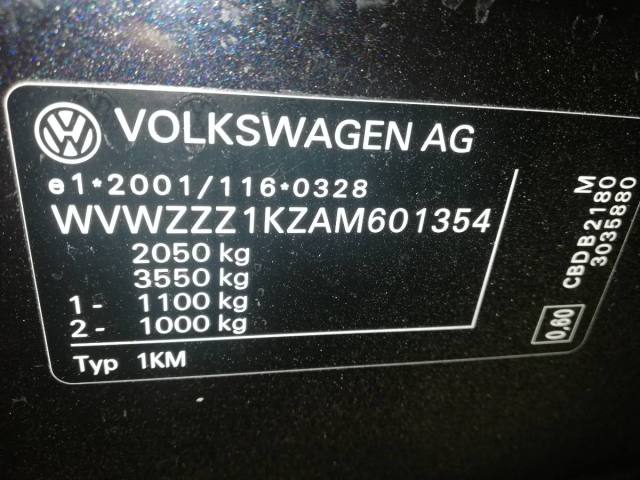 VOLKSWAGEN AG
e1*2001/116*0328
WVWZZZ1KZAM601354
2050 kg
3550 kg
1 - 1100 kg
2 - 1000 kg
Typ 1KM
M
CBDB2180
3035880
0,60